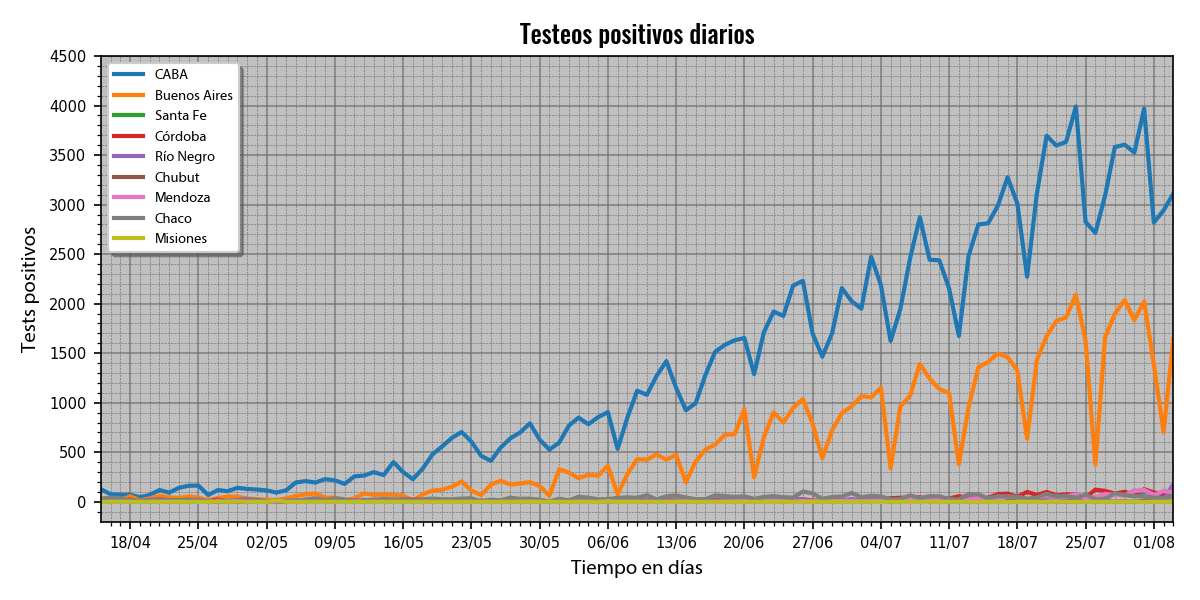 Testeos positivos diarios
4500
4000
3500
3000
2500
2000
1500
1000
500
0
Tests positivos
CABA
Buenos Aires
Santa Fe
Córdoba
Río Negro
Chubut
Mendoza
Chaco
Misiones
18/04 25/04 02/05 09/05 16/05 23/05 30/05 06/06 13/06 20/06 27/06 04/07 11/07 18/07 25/07 01/08
Tiempo en días